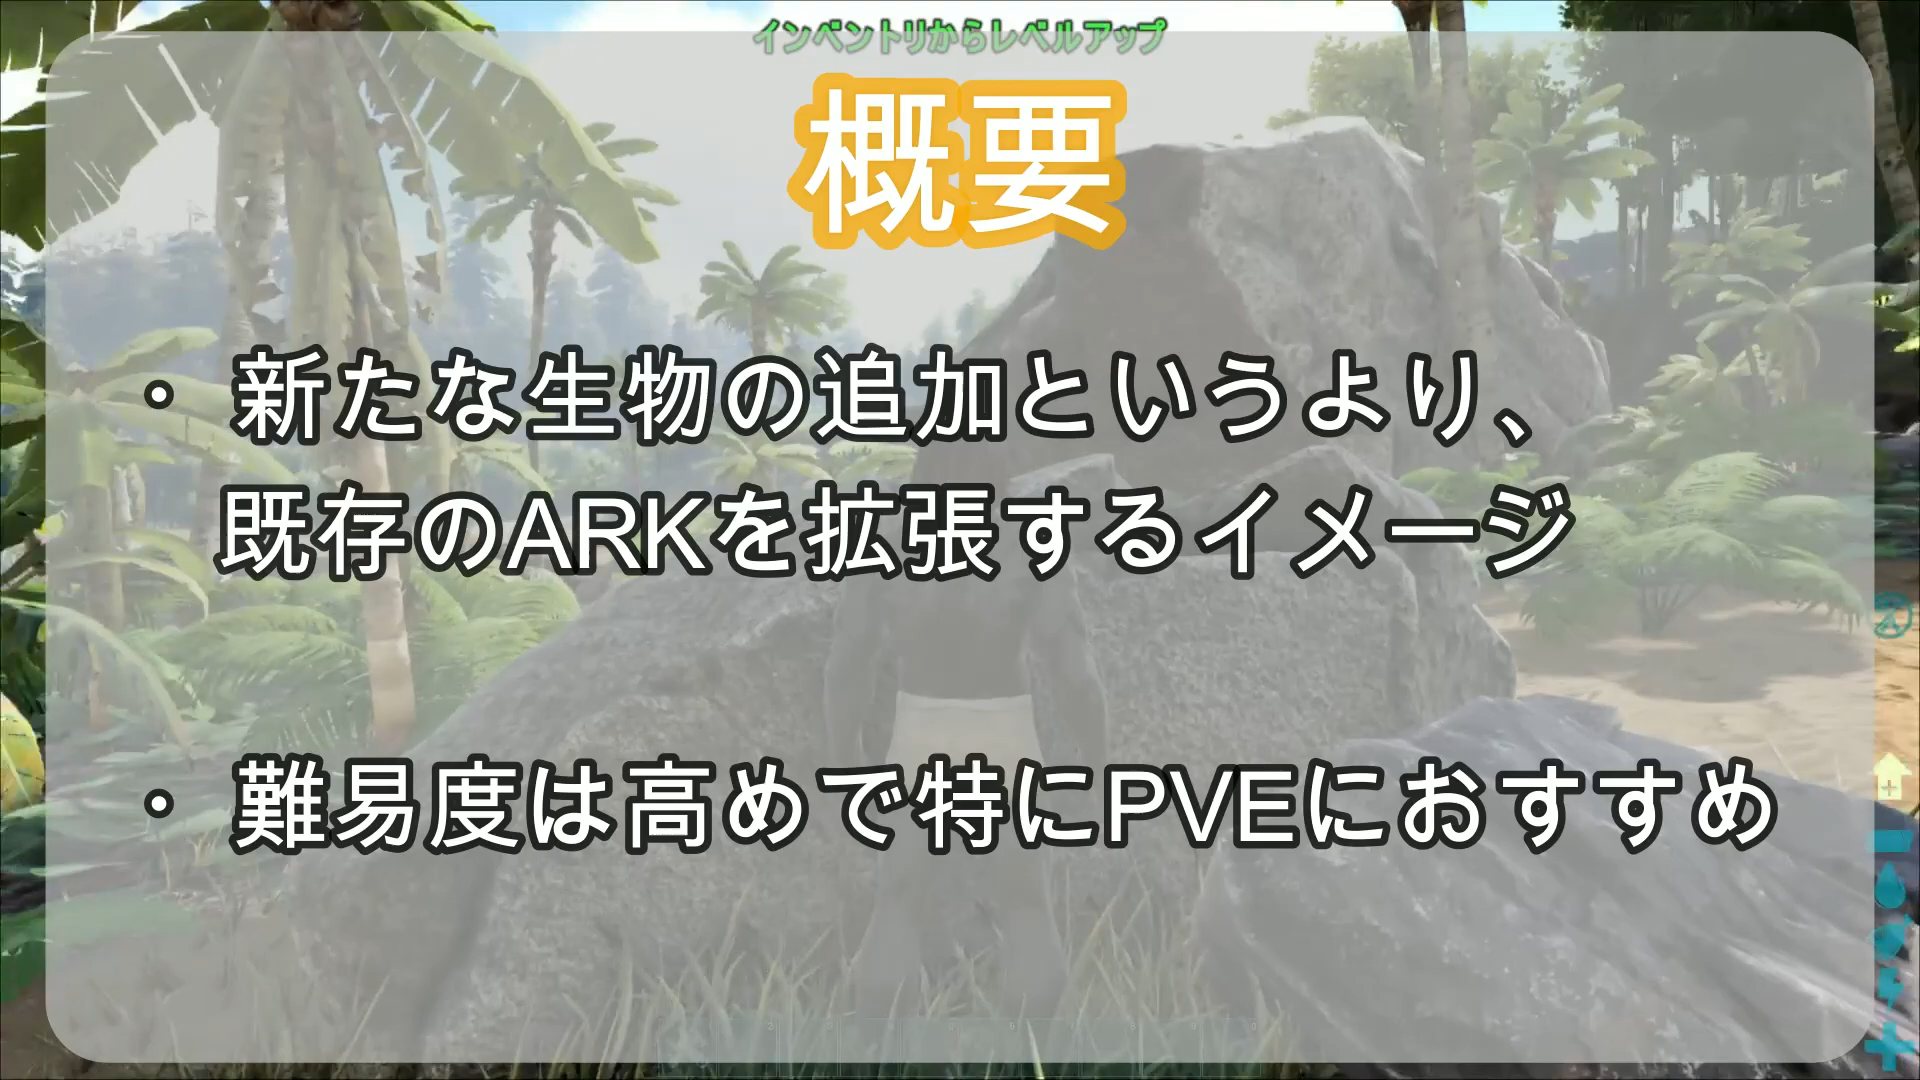 インベントリからレベルアップ
概要
・ 新たな生物の追加というより、
既存のARKを拡張するイメージ
・ 難易度は高めで特にPVEにおすすめ